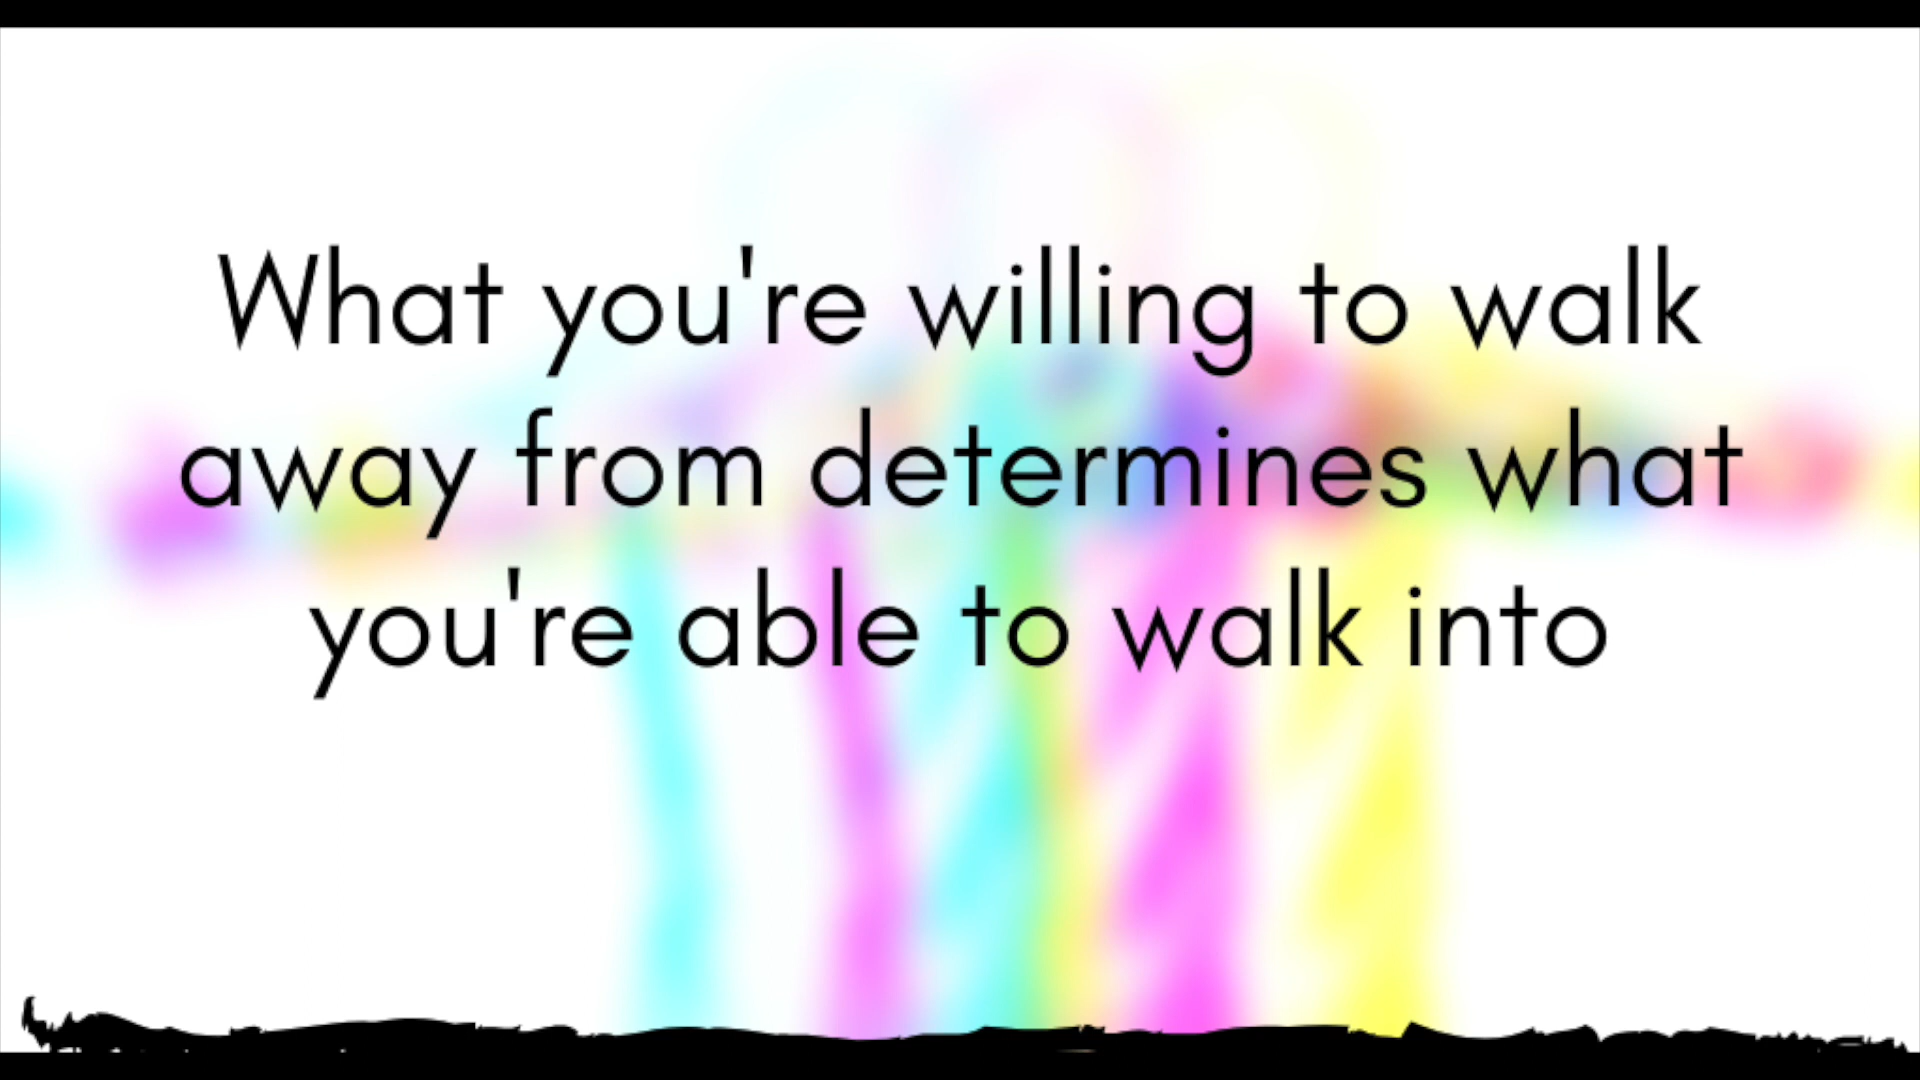 What you're willing to walk
away from determines what
you're able to walk into